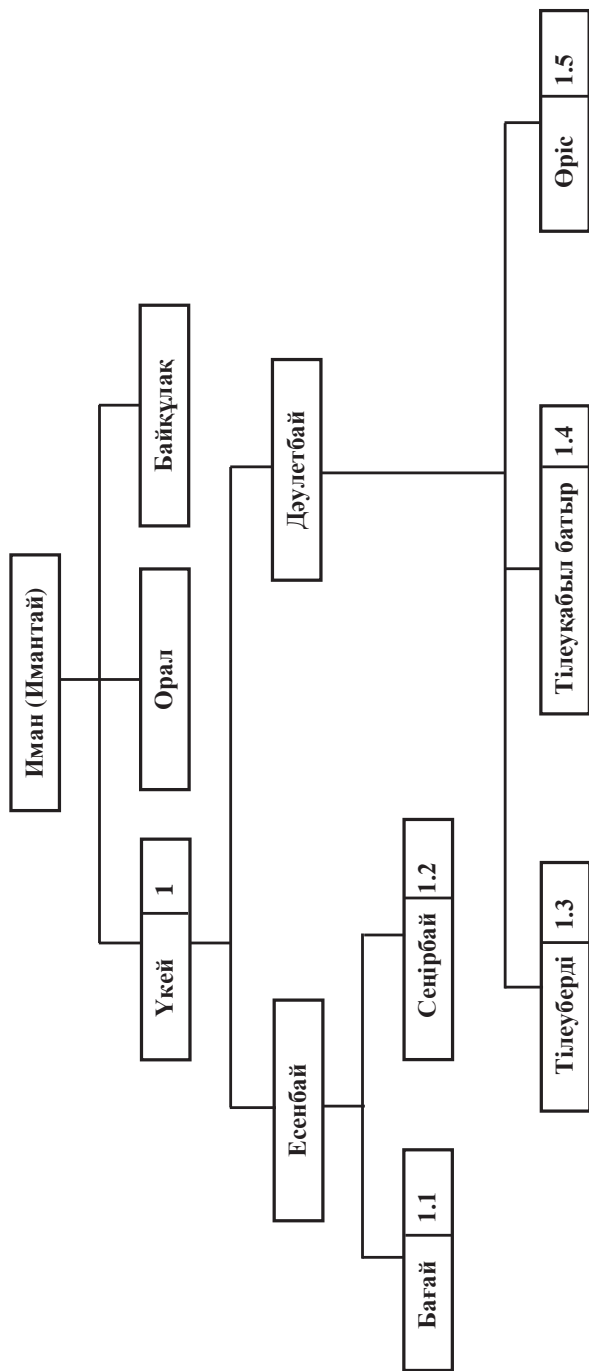 Иман (Имантай)
Үкей 1
Орал
Байқұлақ
Есенбай
Дәулетбай
Бағай 1.1
Сеңірбай 1.2
Тілеуберді 1.3
Тілеуқабыл батыр 1.4
Өріс 1.5